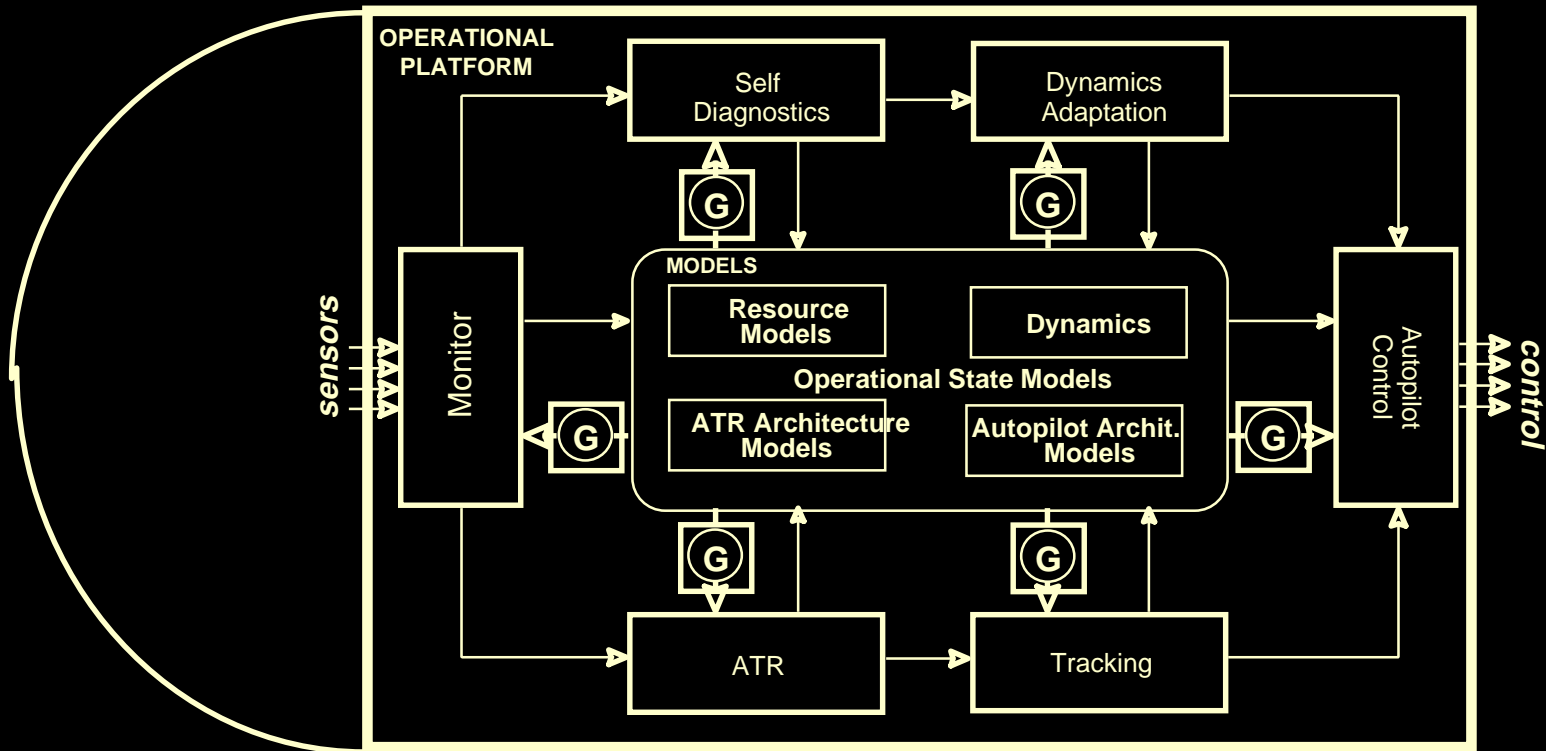 OPERATIONAL
PLATFORM
Self
Diagnostics
Dynamics
Adaptation
G
G
MODELS
Resource
Models
Dynamics
sensors
Monitor
Operational State Models
Autopilot
Control
control
G
ATR Architecture
Models
Autopilot Archit.
Models
G
G
G
ATR
Tracking